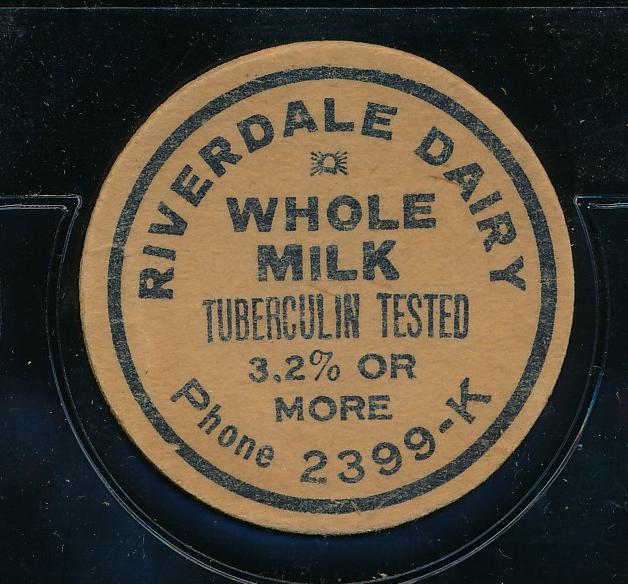 RIVERDALE DAIRY
WHOLE
MILK
TUBERCULIN TESTED
3.2% OR
MORE
Phone 2399-K